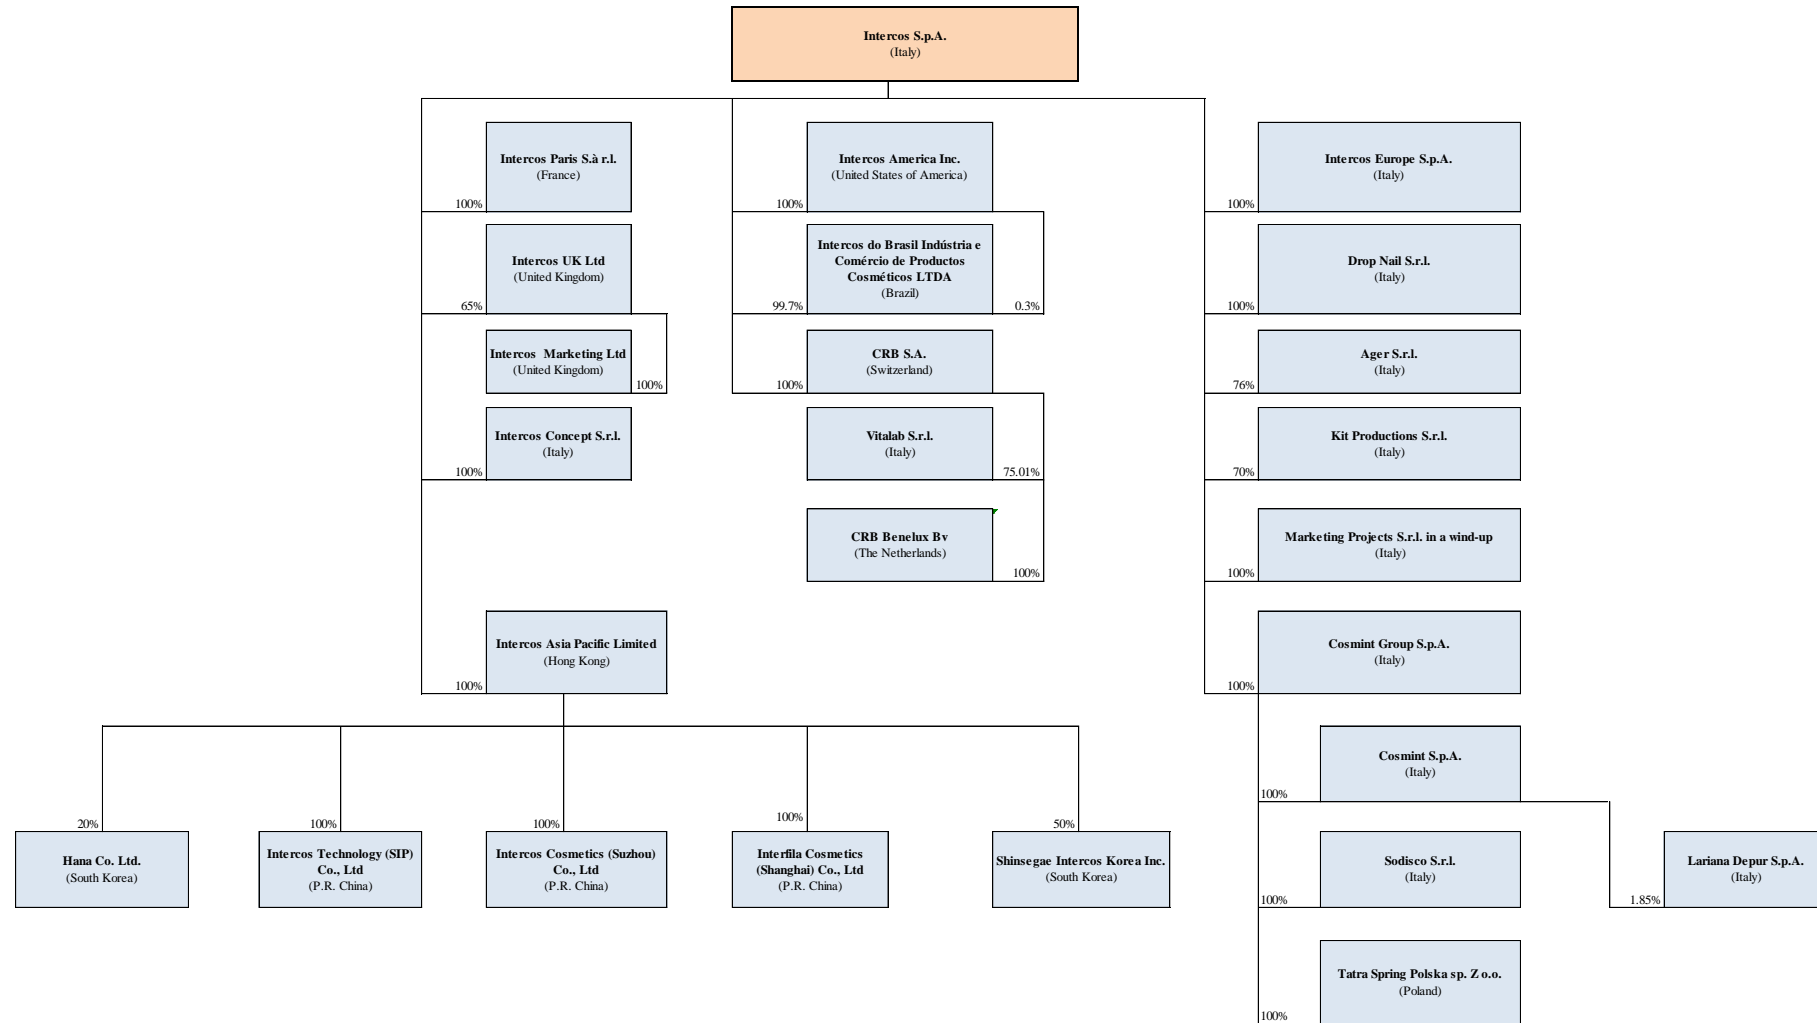 Intercos S.p.A.
(Italy)
Intercos Paris S.à r.l.
(France)
100%
Intercos UK Ltd
(United Kingdom)
65%
Intercos Marketing Ltd
(United Kingdom)
100%
Intercos Concept S.r.l.
(Italy)
100%
Intercos Asia Pacific Limited
(Hong Kong)
100%
Intercos America Inc.
(United States of America)
100%
Intercos do Brasil Indústria e
Comércio de Productos
Cosméticos LTDA
(Brazil)
99.7%
0.3%
CRB S.A.
(Switzerland)
100%
Vitalab S.r.l.
(Italy)
75.01%
CRB Benelux Bv
(The Netherlands)
100%
Intercos Europe S.p.A.
(Italy)
100%
Drop Nail S.r.l.
(Italy)
100%
Ager S.r.l.
(Italy)
76%
Kit Productions S.r.l.
(Italy)
70%
Marketing Projects S.r.l. in a wind-up
(Italy)
100%
Cosmint Group S.p.A.
(Italy)
100%
20%
Hana Co. Ltd.
(South Korea)
100%
Intercos Technology (SIP)
Co., Ltd
(P.R. China)
100%
Intercos Cosmetics (Suzhou)
Co., Ltd
(P.R. China)
100%
Interfila Cosmetics
(Shanghai) Co., Ltd
(P.R. China)
50%
Shinsegae Intercos Korea Inc.
(South Korea)
Cosmint S.p.A.
(Italy)
100%
Sodisco S.r.l.
(Italy)
100%
Lariana Depur S.p.A.
(Italy)
1.85%
Tatra Spring Polska sp. Z o.o.
(Poland)
100%